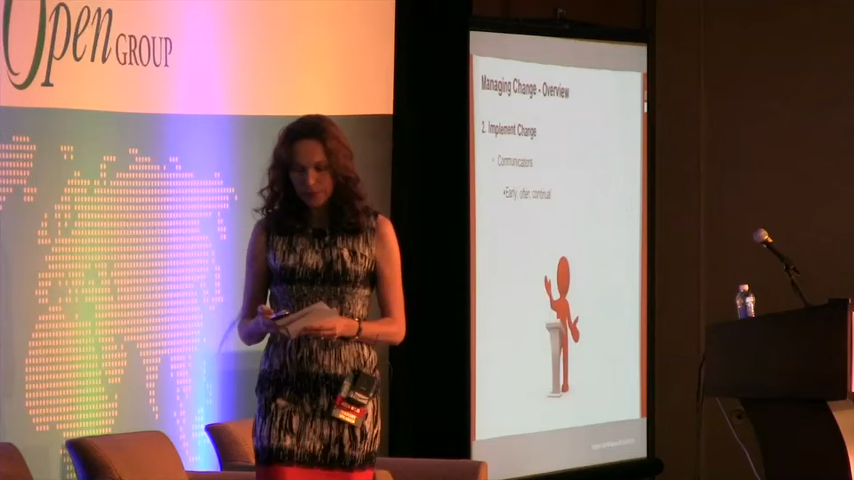 Open GROUP
Managing Change - Overview
2. Implement Change
Communications
Early, often, continual